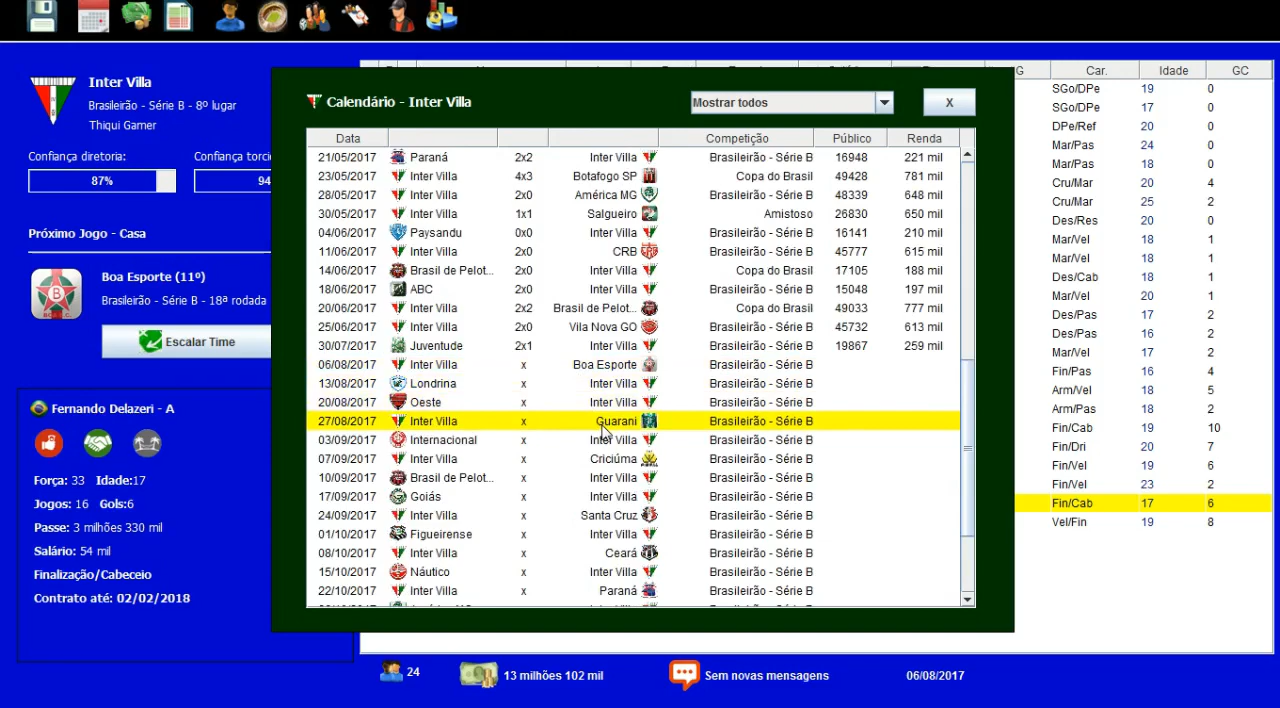 Inter Villa
Brasileirão - Série B - 8º lugar
Thiqui Gamer
Confiança diretoria:
Confiança torci
87%
94
Próximo Jogo - Casa
Boa Esporte (11º)
Brasileirão - Série B - 18ª rodada
Escalar Time
Fernando Delazeri - A
Força: 33 Idade:17
Jogos: 16 Gols:6
Passe: 3 milhões 330 mil
Salário: 54 mil
Finalização/Cabeceio
Contrato até: 02/02/2018
Calendário - Inter Villa
Mostrar todos
X
Data Competição Público Renda
21/05/2017 Paraná 2x2 Inter Villa Brasileirão - Série B 16948 221 mil
23/05/2017 Inter Villa 4x3 Botafogo SP Copa do Brasil 49428 781 mil
28/05/2017 Inter Villa 2x0 América MG Brasileirão - Série B 48339 648 mil
30/05/2017 Inter Villa 1x1 Salgueiro Amistoso 26830 650 mil
04/06/2017 Paysandu 0x0 Inter Villa Brasileirão - Série B 16141 210 mil
11/06/2017 Inter Villa 2x0 CRB Brasileirão - Série B 45777 615 mil
14/06/2017 Brasil de Pelot... 2x0 Inter Villa Copa do Brasil 17105 188 mil
18/06/2017 ABC 2x0 Inter Villa Brasileirão - Série B 15048 197 mil
20/06/2017 Inter Villa 2x2 Brasil de Pelot... Copa do Brasil 49033 777 mil
25/06/2017 Inter Villa 2x0 Vila Nova GO Brasileirão - Série B 45732 613 mil
30/07/2017 Juventude 2x1 Inter Villa Brasileirão - Série B 19867 259 mil
06/08/2017 Inter Villa x Boa Esporte Brasileirão - Série B
13/08/2017 Londrina x Inter Villa Brasileirão - Série B
20/08/2017 Oeste x Inter Villa Brasileirão - Série B
27/08/2017 Inter Villa x Guarani Brasileirão - Série B
03/09/2017 Internacional x Inter Villa Brasileirão - Série B
07/09/2017 Inter Villa x Criciúma Brasileirão - Série B
10/09/2017 Brasil de Pelot... x Inter Villa Brasileirão - Série B
17/09/2017 Goiás x Inter Villa Brasileirão - Série B
24/09/2017 Inter Villa x Santa Cruz Brasileirão - Série B
01/10/2017 Figueirense x Inter Villa Brasileirão - Série B
08/10/2017 Inter Villa x Ceará Brasileirão - Série B
15/10/2017 Náutico x Inter Villa Brasileirão - Série B
22/10/2017 Inter Villa x Paraná Brasileirão - Série B
G Car. Idade GC
SGo/DPe 19 0
SGo/DPe 17 0
DPe/Ref 20 0
Mar/Pas 24 0
Mar/Pas 18 0
Cru/Mar 20 4
Cru/Mar 25 2
Des/Res 20 0
Mar/Vel 18 1
Mar/Vel 18 1
Des/Cab 18 1
Mar/Vel 20 1
Des/Pas 17 2
Des/Pas 16 2
Mar/Vel 17 2
Fin/Pas 16 4
Arm/Vel 18 5
Arm/Pas 18 2
Fin/Cab 19 10
Fin/Dri 20 7
Fin/Vel 19 6
Fin/Vel 23 2
Fin/Cab 17 6
Vel/Fin 19 8
24
13 milhões 102 mil
Sem novas mensagens
06/08/2017